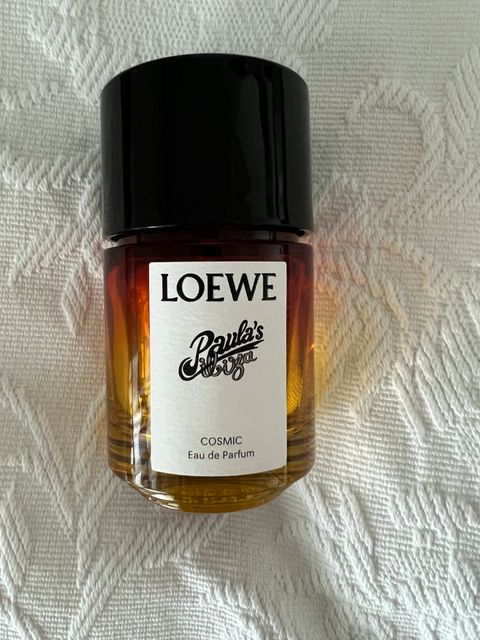 LOEWE
Paula's
ibiza
COSMIC
Eau de Parfum